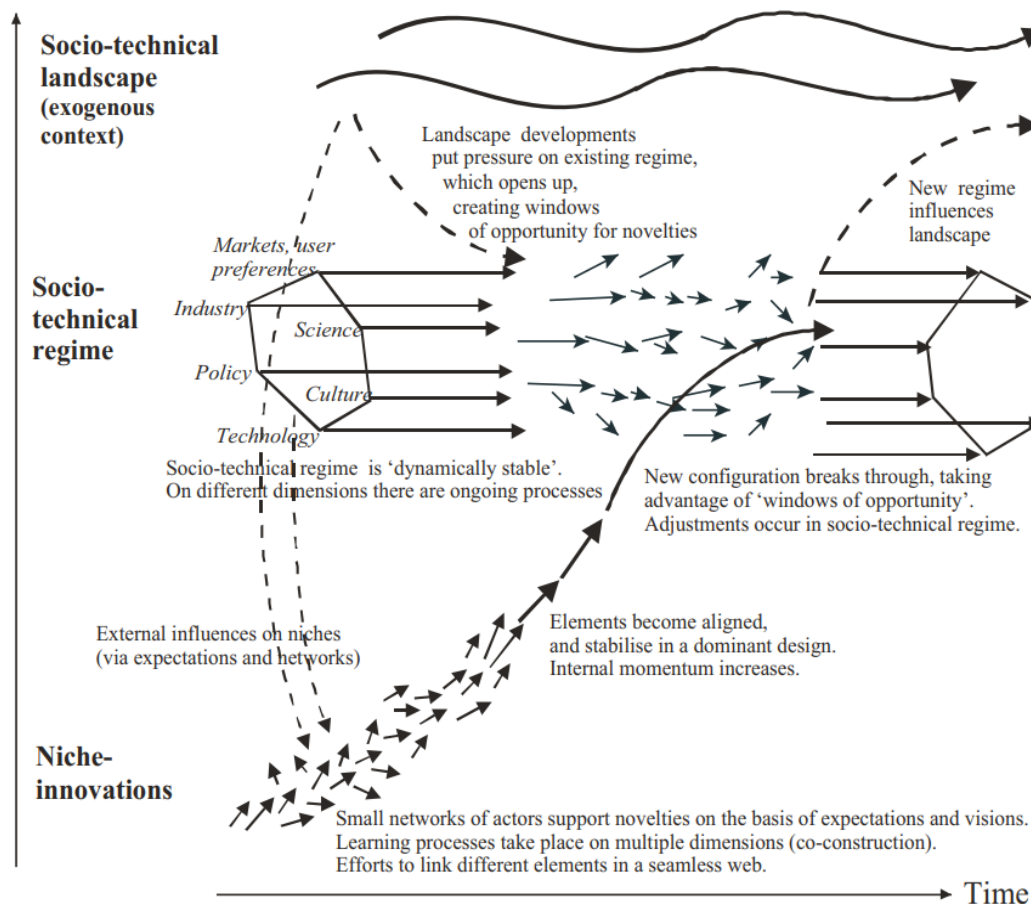 Socio-technical
landscape
(exogenous
context)
Landscape developments
put pressure on existing regime,
which opens up,
creating windows
of opportunity for novelties
New regime
influences
landscape
Markets, user
preferences
Socio-
technical
regime
Industry
Science
Policy
Culture
Technology
Socio-technical regime is ‘dynamically stable’.
On different dimensions there are ongoing processes
New configuration breaks through, taking
advantage of ‘windows of opportunity’.
Adjustments occur in socio-technical regime.
External influences on niches
(via expectations and networks)
Elements become aligned,
and stabilise in a dominant design.
Internal momentum increases.
Niche-
innovations
Small networks of actors support novelties on the basis of expectations and visions.
Learning processes take place on multiple dimensions (co-construction).
Efforts to link different elements in a seamless web.
Time